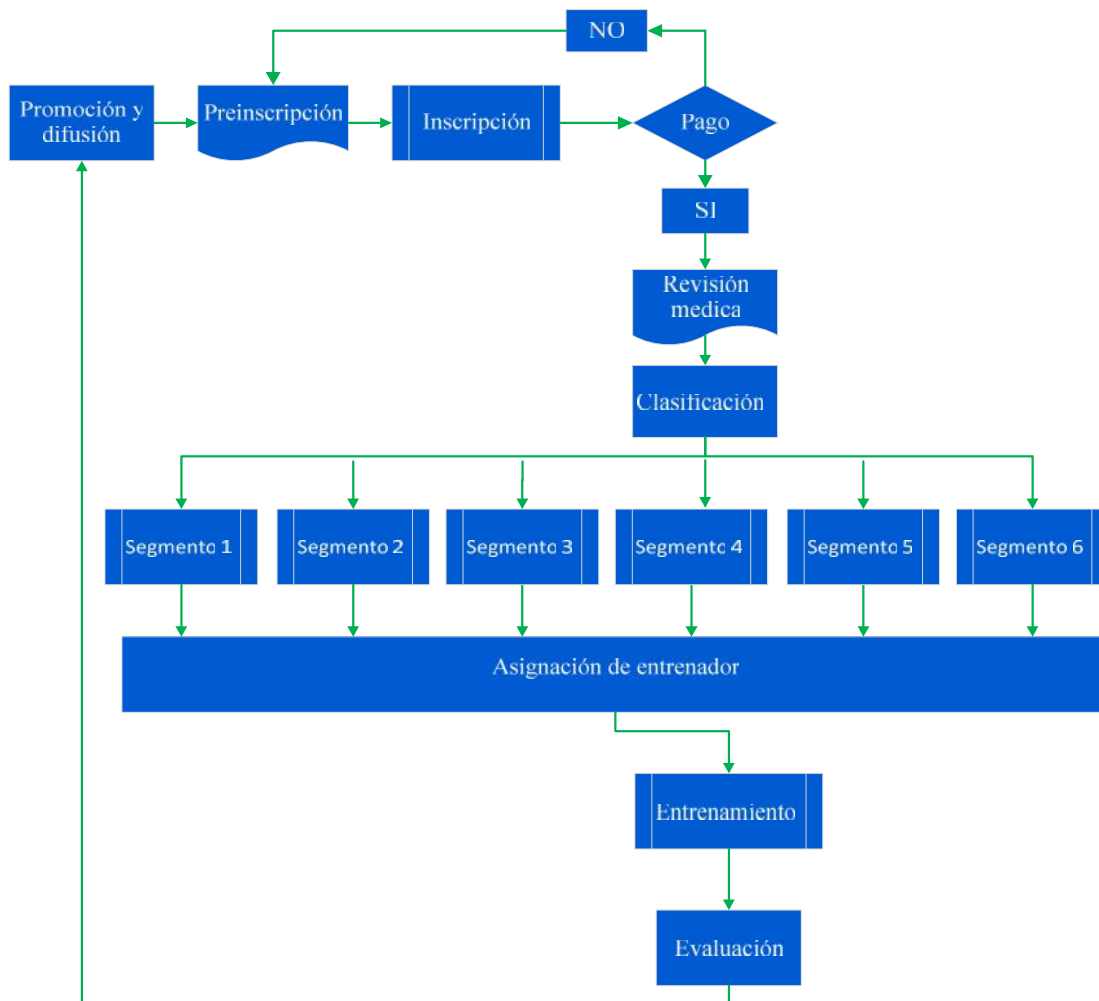 NO
Promoción y
difusión
Preinscripción
Inscripción
Pago
SI
Revisión
medica
Clasificación
Segmento 1
Segmento 2
Segmento 3
Segmento 4
Segmento 5
Segmento 6
Asignación de entrenador
Entrenamiento
Evaluación